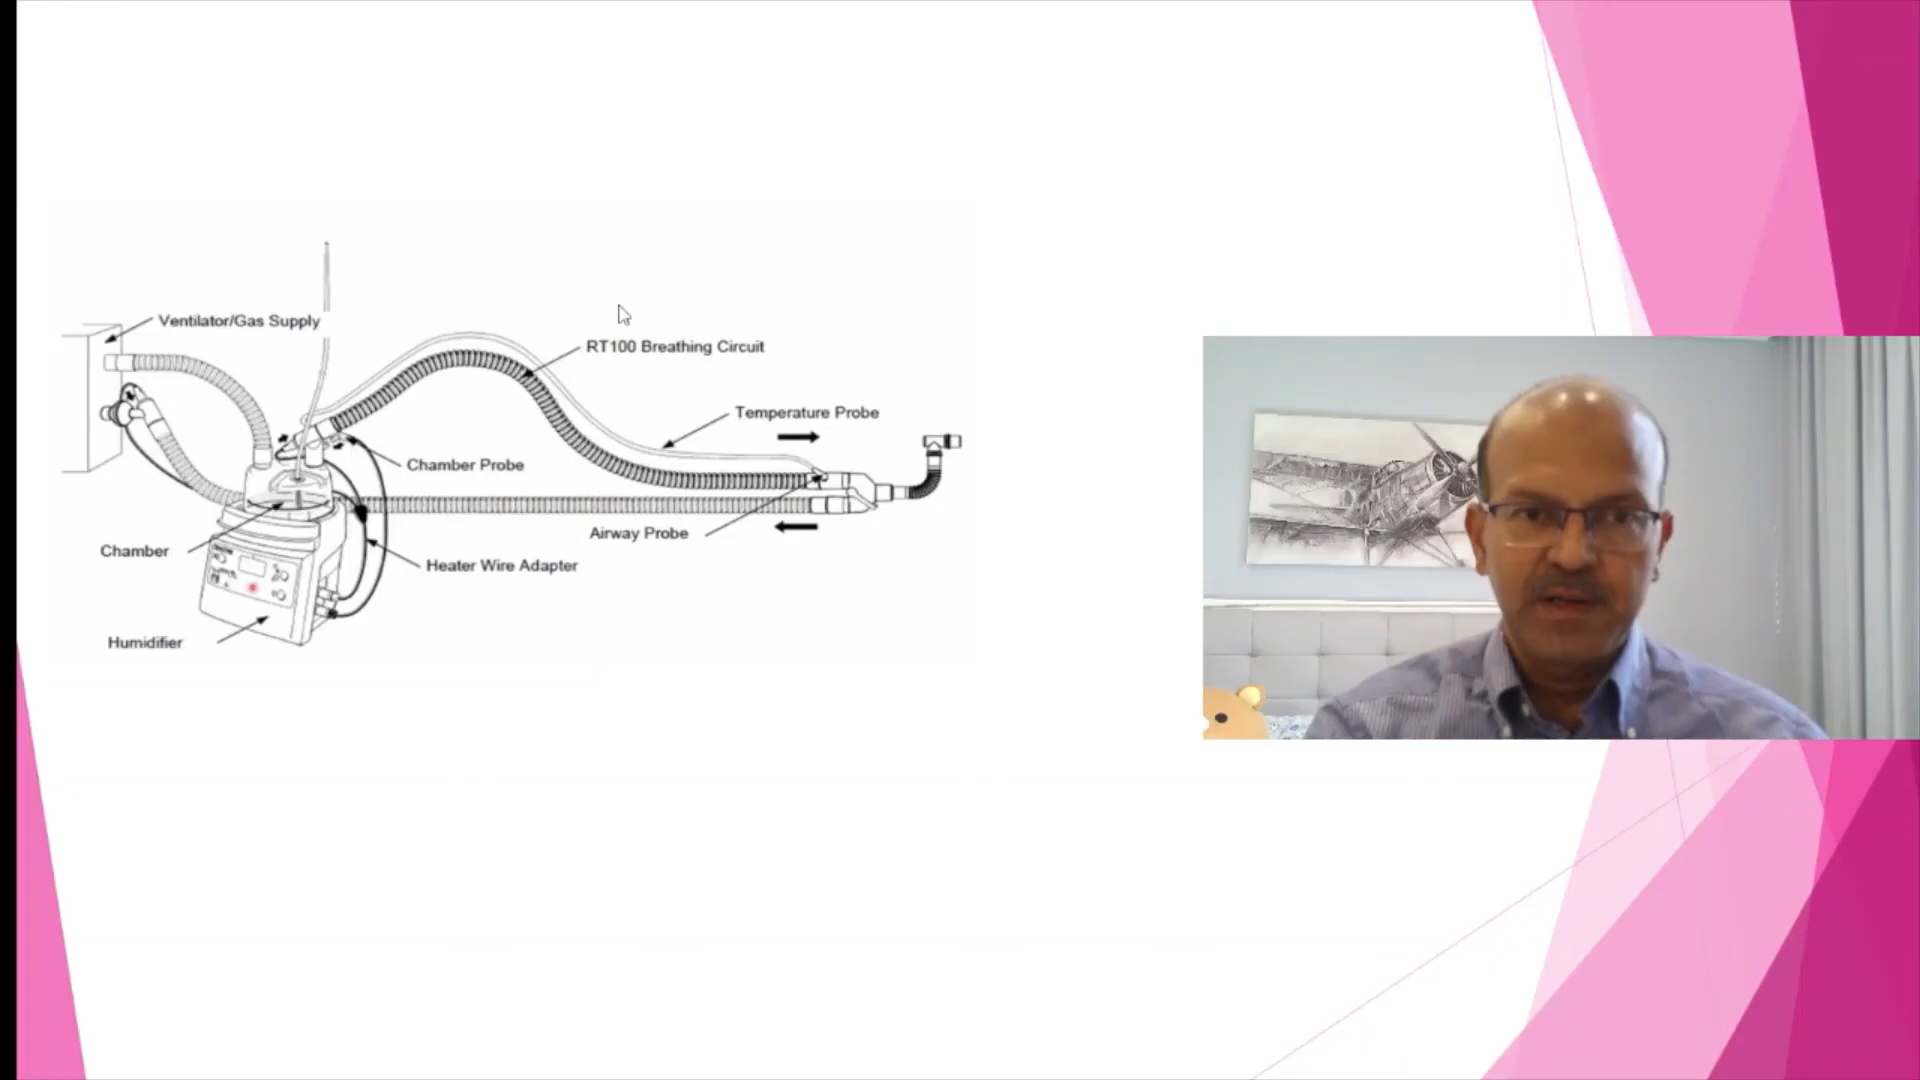 Ventilator/Gas Supply
RT100 Breathing Circuit
Temperature Probe
Chamber Probe
Airway Probe
Chamber
Heater Wire Adapter
Humidifier